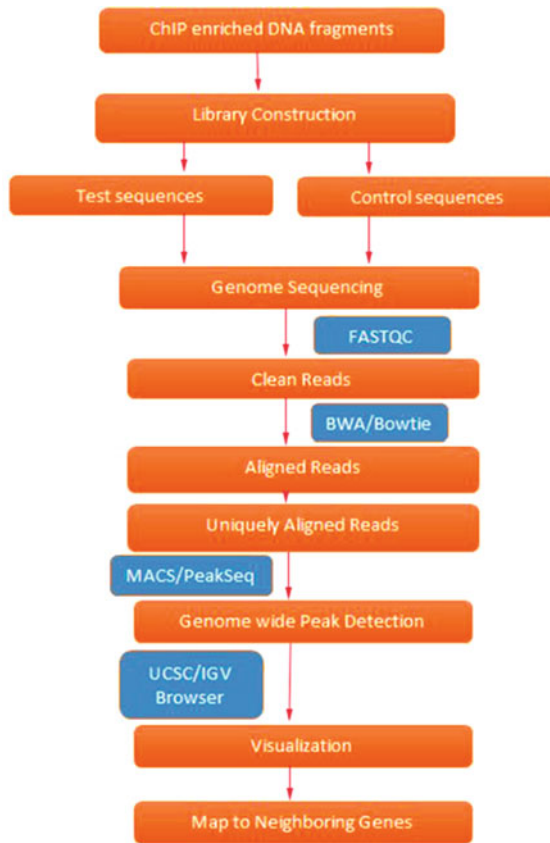 ChIP enriched DNA fragments
Library Construction
Test sequences
Control sequences
Genome Sequencing
FASTQC
Clean Reads
BWA/Bowtie
Aligned Reads
Uniquely Aligned Reads
MACS/PeakSeq
Genome wide Peak Detection
UCSC/IGV
Browser
Visualization
Map to Neighboring Genes